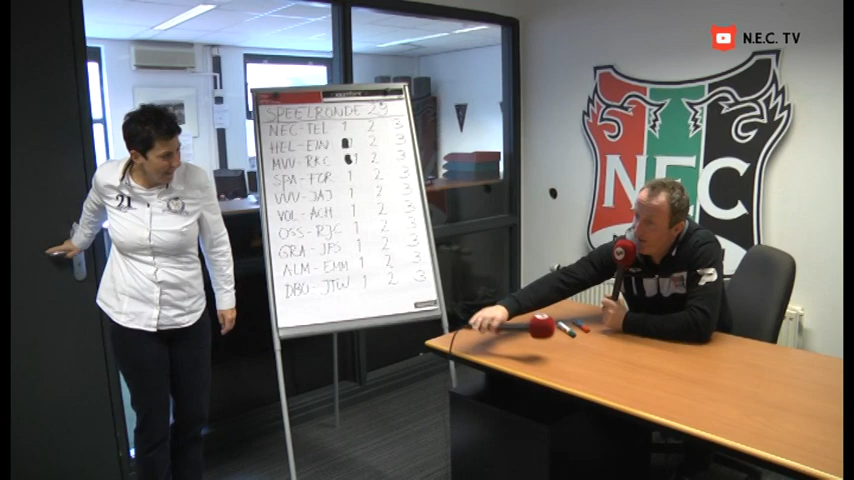 N.E.C. TV
SPEELRONDE 29
NEC-TEL 1 2 3
HEL-EIN 1 2 3
MVV-RKC 1 2 3
SPA-FOR 1 2 3
VVV-JAJ 1 2 3
VOL-ACH 1 2 3
OSS-RJC 1 2 3
GRA-JPS 1 2 3
ALM-EMM 1 2 3
DBO-JTW 1 2 3
NEC
21